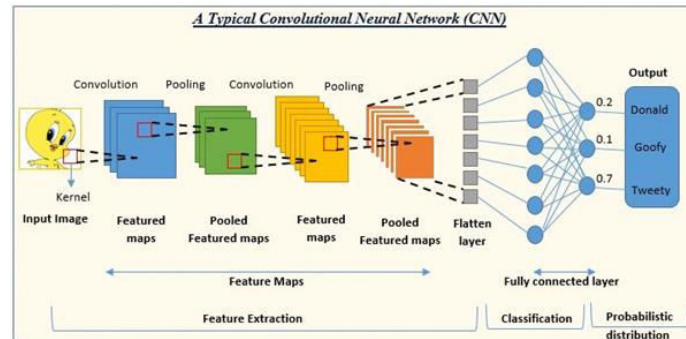 A Typical Convolutional Neural Network (CNN)
Convolution Pooling Convolution Pooling
Output
0.2 Donald
0.1 Goofy
0.7 Tweety
Kernel
Input Image
Featured maps
Pooled Featured maps
Featured maps
Pooled Featured maps
Flatten layer
Feature Maps
Fully connected layer
Feature Extraction
Classification
Probabilistic distribution